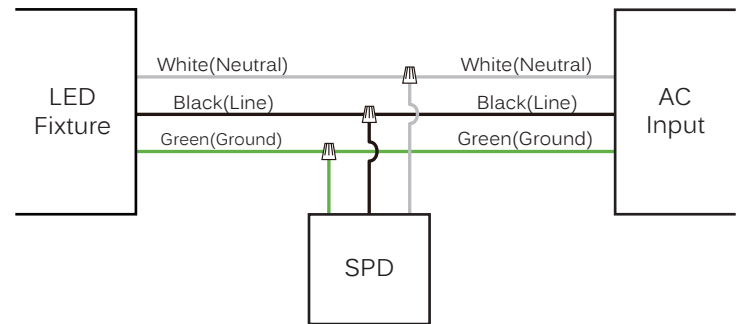 White(Neutral)
White(Neutral)
LED
Fixture
Black(Line)
Black(Line)
AC
Input
Green(Ground)
Green(Ground)
SPD